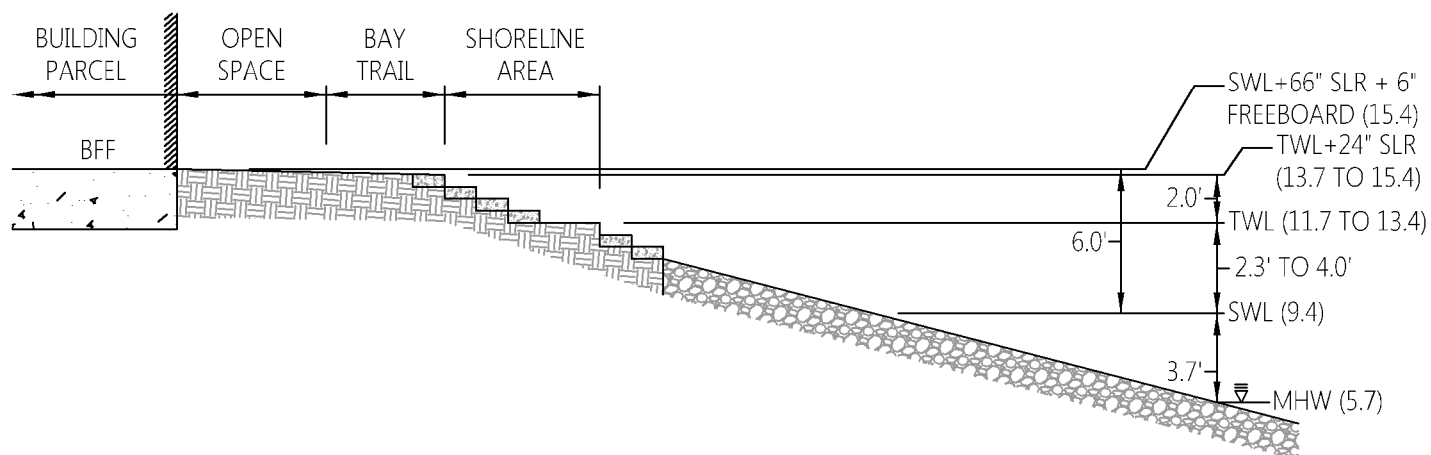 BUILDING
PARCEL
OPEN
SPACE
BAY
TRAIL
SHORELINE
AREA
BFF
SWL+66" SLR + 6"
FREEBOARD (15.4)
TWL+24" SLR
(13.7 TO 15.4)
2.0'
TWL (11.7 TO 13.4)
6.0'
2.3' TO 4.0'
SWL (9.4)
3.7'
MHW (5.7)